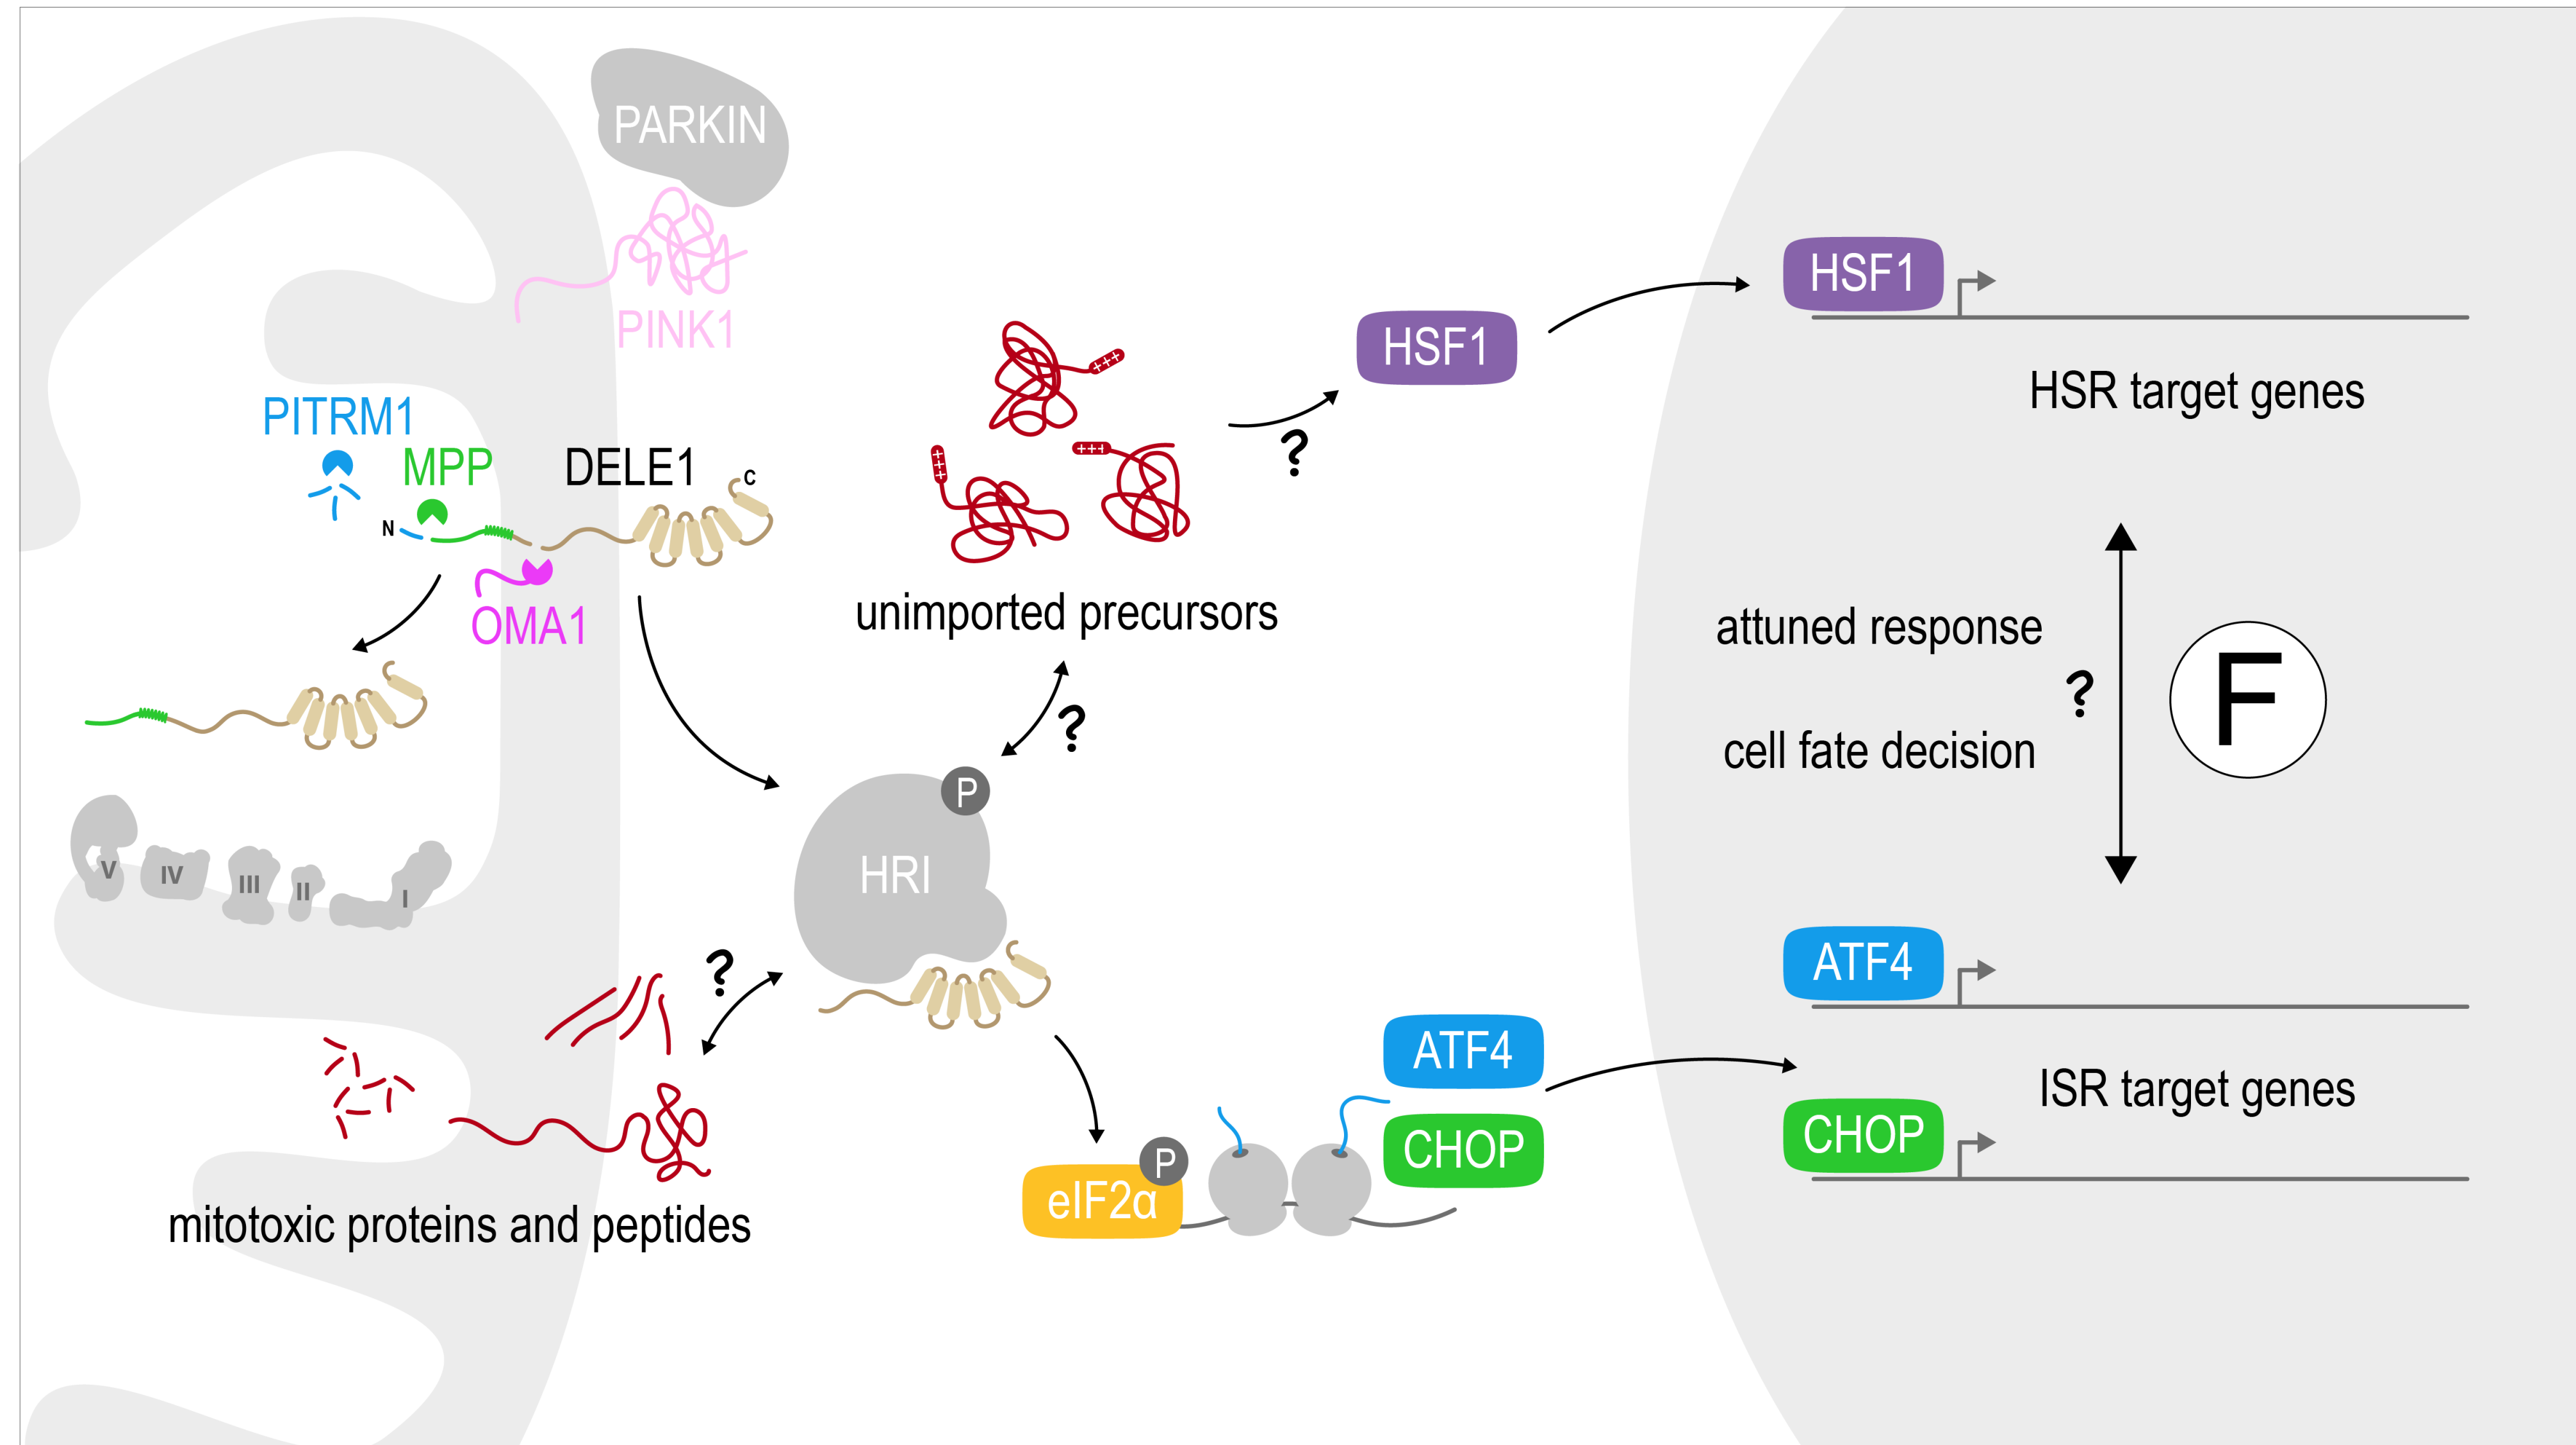 PARKIN
PINK1
HSF1
HSF1
HSR target genes
PITRM1
MPP
DELE1
C
N
OMA1
+++
+++
+++
?
unimported precursors
attuned response
?
F
cell fate decision
?
P
HRI
V
IV
III
II
I
?
ATF4
ATF4
ISR target genes
CHOP
CHOP
P
eIF2α
mitotoxic proteins and peptides